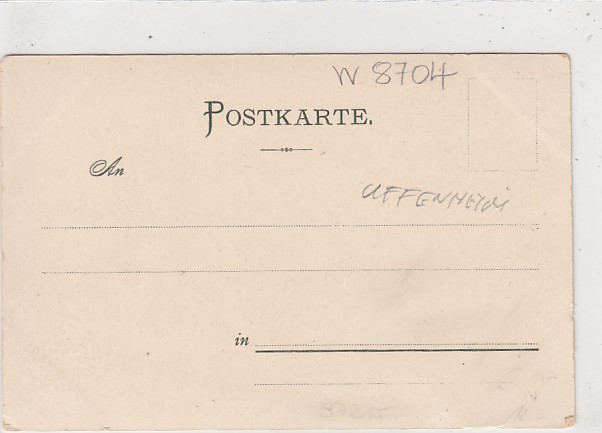 W 8704
POSTKARTE.
An
UFFENHEIM
in